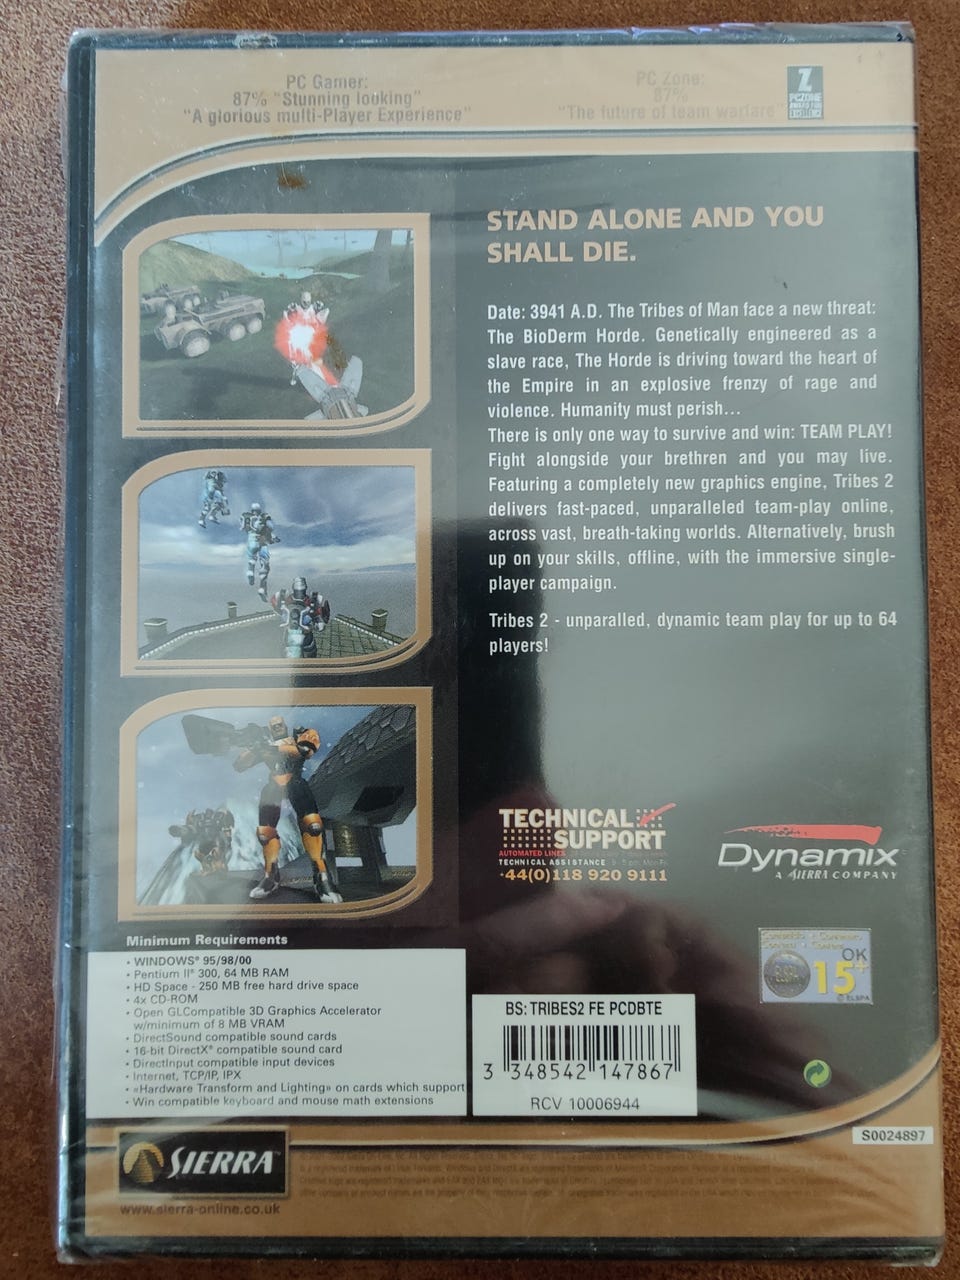 PC Gamer:
87% "Stunning looking"
"A glorious multi-Player Experience"
PC Zone:
87%
"The future of team warfare"
Z
PCZONE
STAND ALONE AND YOU
SHALL DIE.
Date: 3941 A.D. The Tribes of Man face a new threat:
The BioDerm Horde. Genetically engineered as a
slave race, The Horde is driving toward the heart of
the Empire in an explosive frenzy of rage and
violence. Humanity must perish...
There is only one way to survive and win: TEAM PLAY!
Fight alongside your brethren and you may live.
Featuring a completely new graphics engine, Tribes 2
delivers fast-paced, unparalleled team-play online,
across vast, breath-taking worlds. Alternatively, brush
up on your skills, offline, with the immersive single-
player campaign.
Tribes 2 - unparalled, dynamic team play for up to 64
players!
TECHNICAL
SUPPORT
AUTOMATED LINES
TECHNICAL ASSISTANCE
+44(0)118 920 9111
Dynamix
A SIERRA COMPANY
OK
15+
© ELSPA
Minimum Requirements
• WINDOWS® 95/98/00
• Pentium II® 300, 64 MB RAM
• HD Space - 250 MB free hard drive space
• 4x CD-ROM
• Open GLCompatible 3D Graphics Accelerator
w/minimum of 8 MB VRAM
• DirectSound compatible sound cards
• 16-bit DirectX® compatible sound card
• DirectInput compatible input devices
• Internet, TCP/IP, IPX
• «Hardware Transform and Lighting» on cards which support
• Win compatible keyboard and mouse math extensions
BS: TRIBES2 FE PCDBTE
3 348542 147867
RCV 10006944
S0024897
SIERRA
www.sierra-online.co.uk